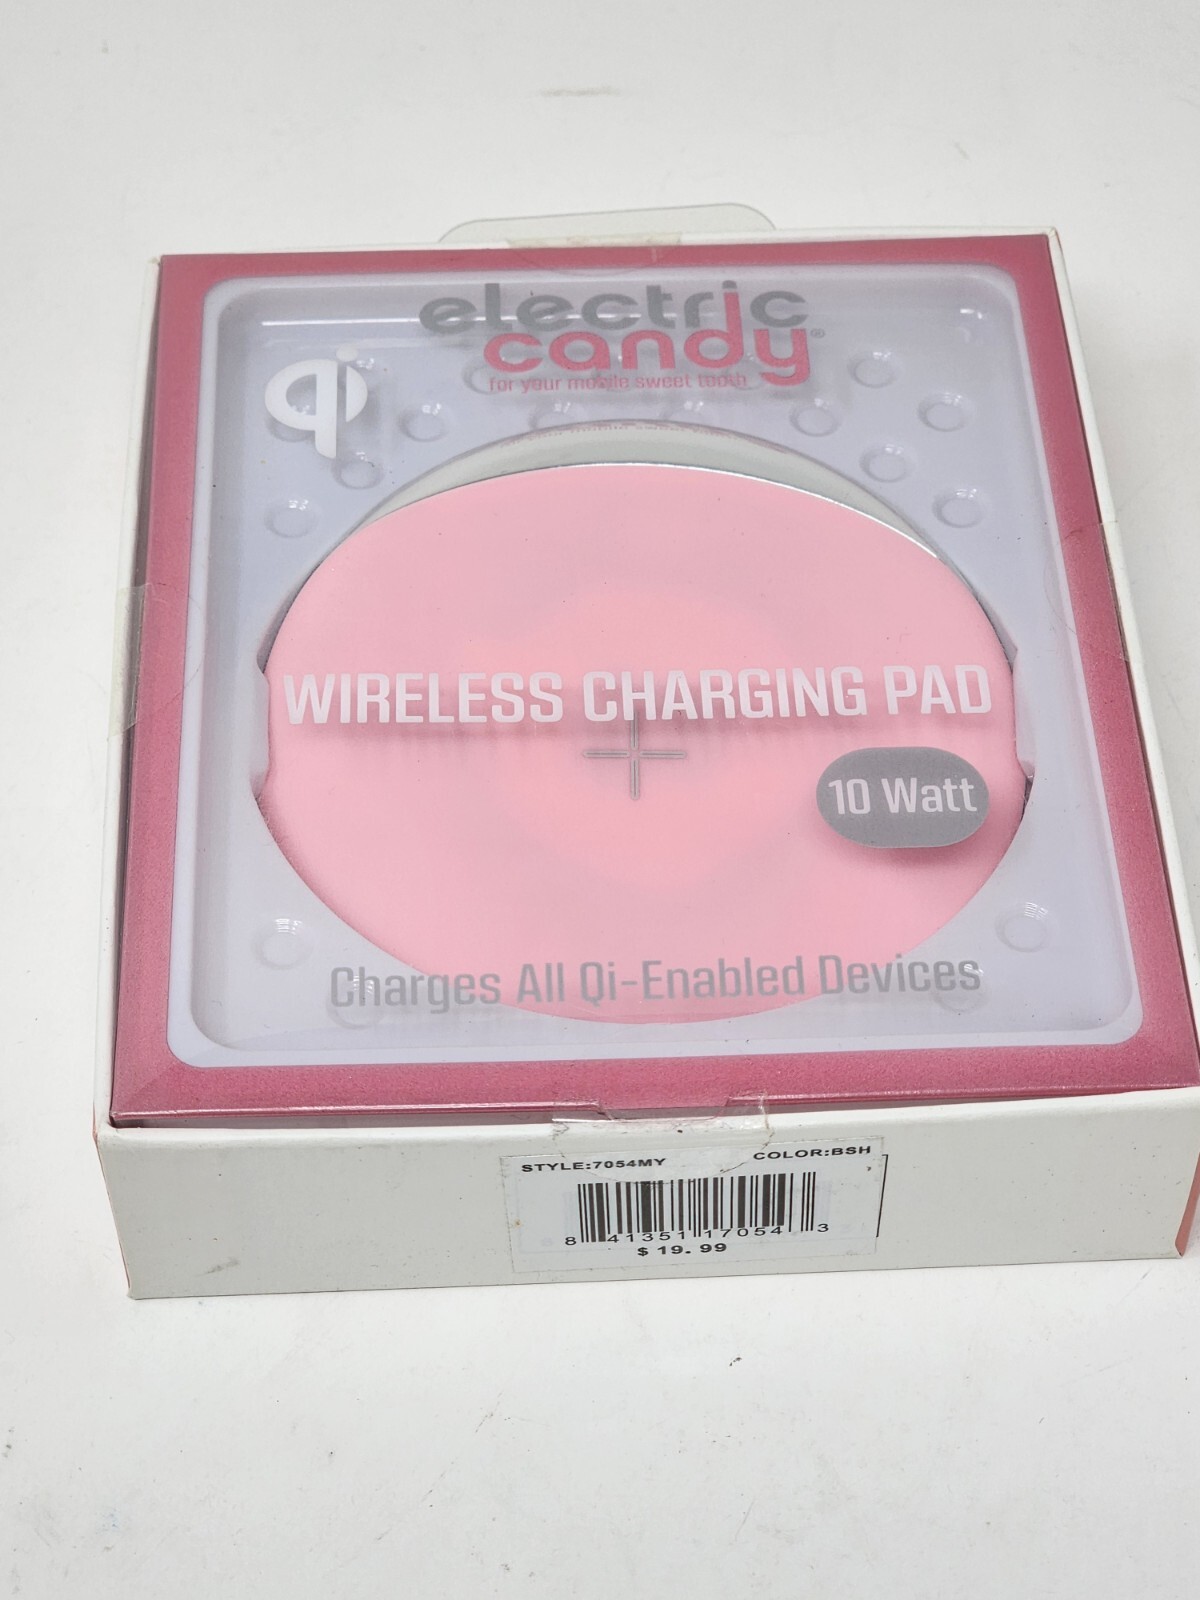 electric
candy®
for your mobile sweet tooth
qi
WIRELESS CHARGING PAD
10 Watt
Charges All Qi-Enabled Devices
STYLE:7054MY COLOR:BSH
8 41351 17054 3
$ 19. 99